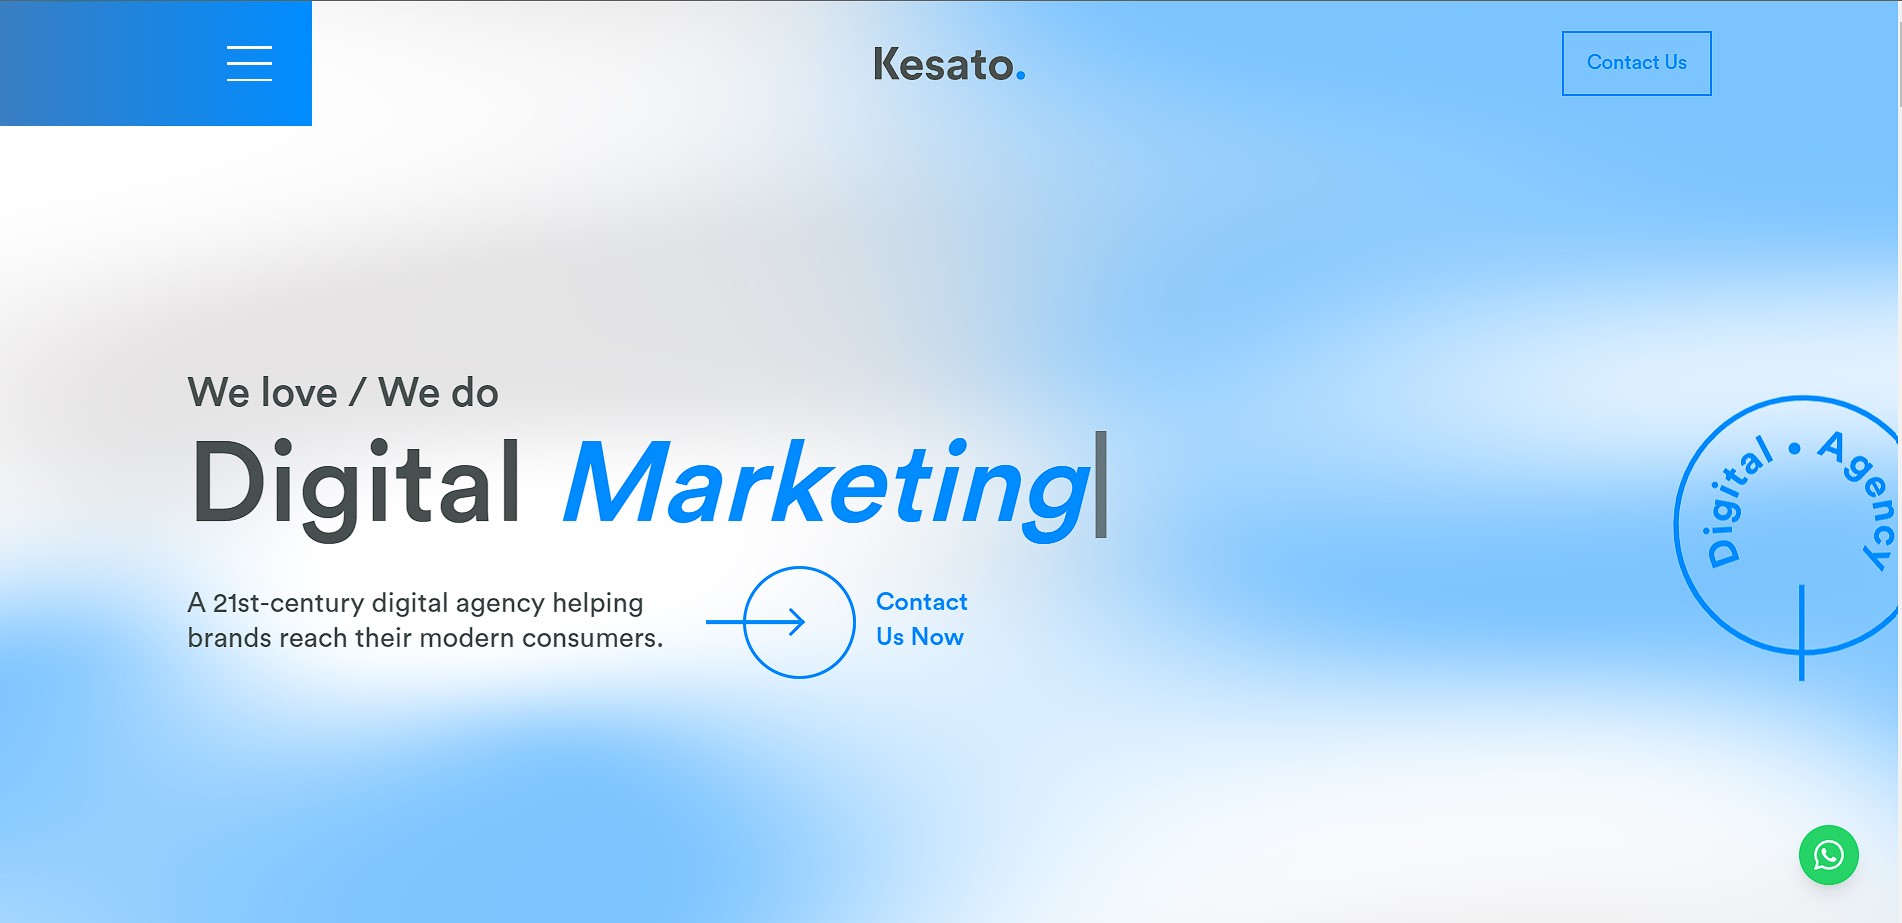 Kesato.
Contact Us
We love / We do
Digital Marketing
A 21st-century digital agency helping
brands reach their modern consumers.
Contact
Us Now
Digital • Agency